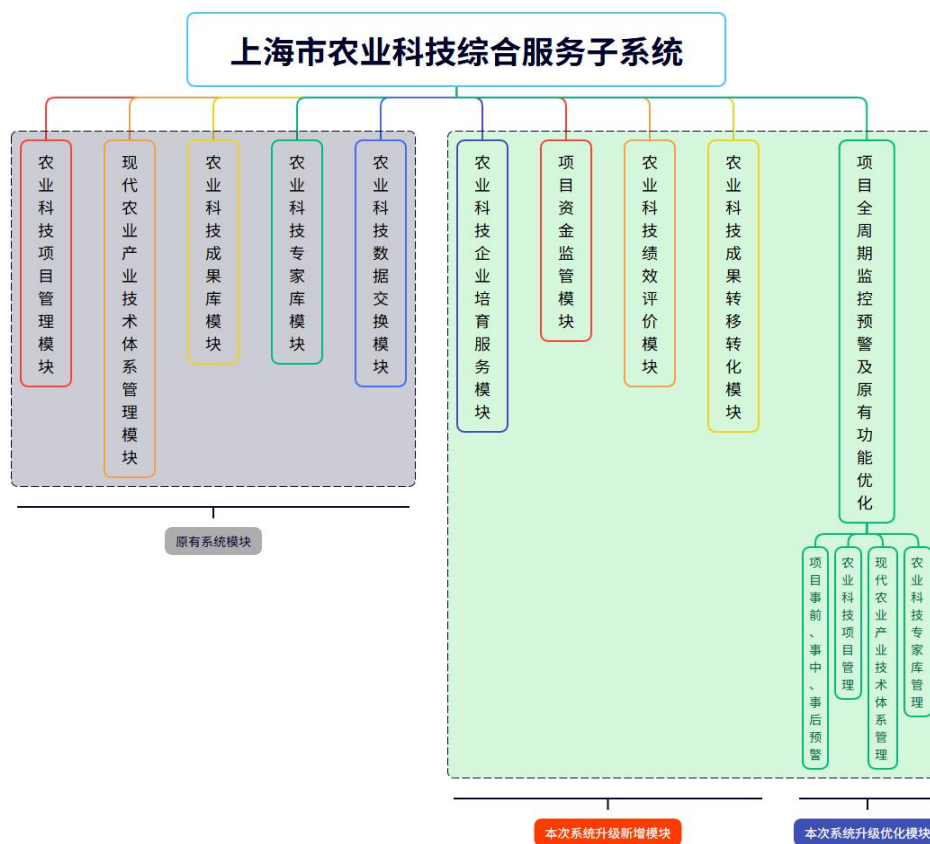 上海市农业科技综合服务子系统
农业科技项目管理模块
现代农业产业技术体系管理模块
农业科技成果库模块
农业科技专家库模块
农业科技数据交换模块
农业科技企业培育服务模块
项目资金监管模块
农业科技绩效评价模块
农业科技成果转移转化模块
项目全周期监控预警及原有功能优化
项目事前、事中、事后预警
农业科技项目管理
现代农业产业技术体系管理
农业科技专家库管理
原有系统模块
本次系统升级新增模块
本次系统升级优化模块